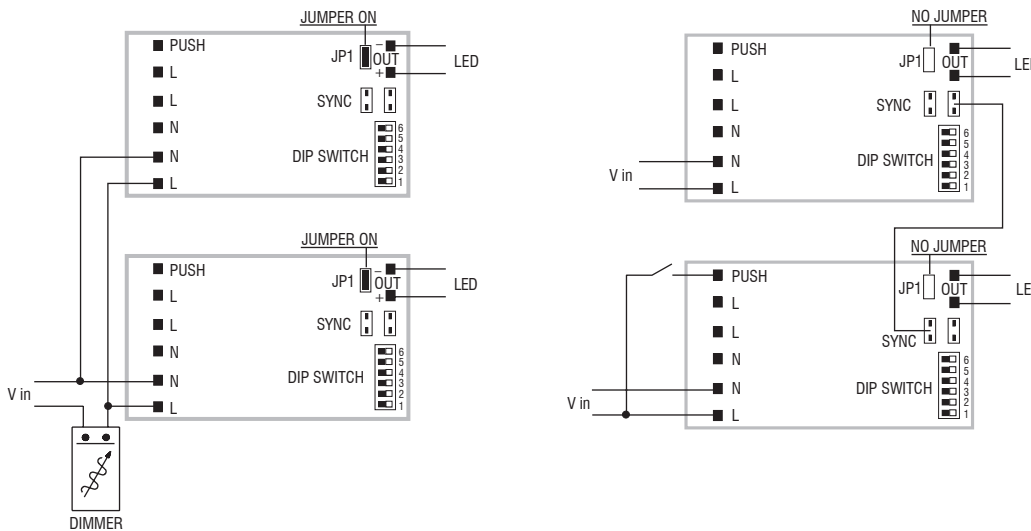 JUMPER ON
PUSH
L
L
N
N
L
JP1
–
OUT
+
LED
SYNC
DIP SWITCH
6
5
4
3
2
1
JUMPER ON
PUSH
L
L
N
N
L
JP1
–
OUT
+
LED
SYNC
DIP SWITCH
6
5
4
3
2
1
V in
DIMMER
NO JUMPER
PUSH
L
L
N
N
L
JP1
OUT
LE
SYNC
DIP SWITCH
6
5
4
3
2
1
V in
NO JUMPER
PUSH
L
L
N
N
L
JP1
OUT
LE
SYNC
DIP SWITCH
6
5
4
3
2
1
V in